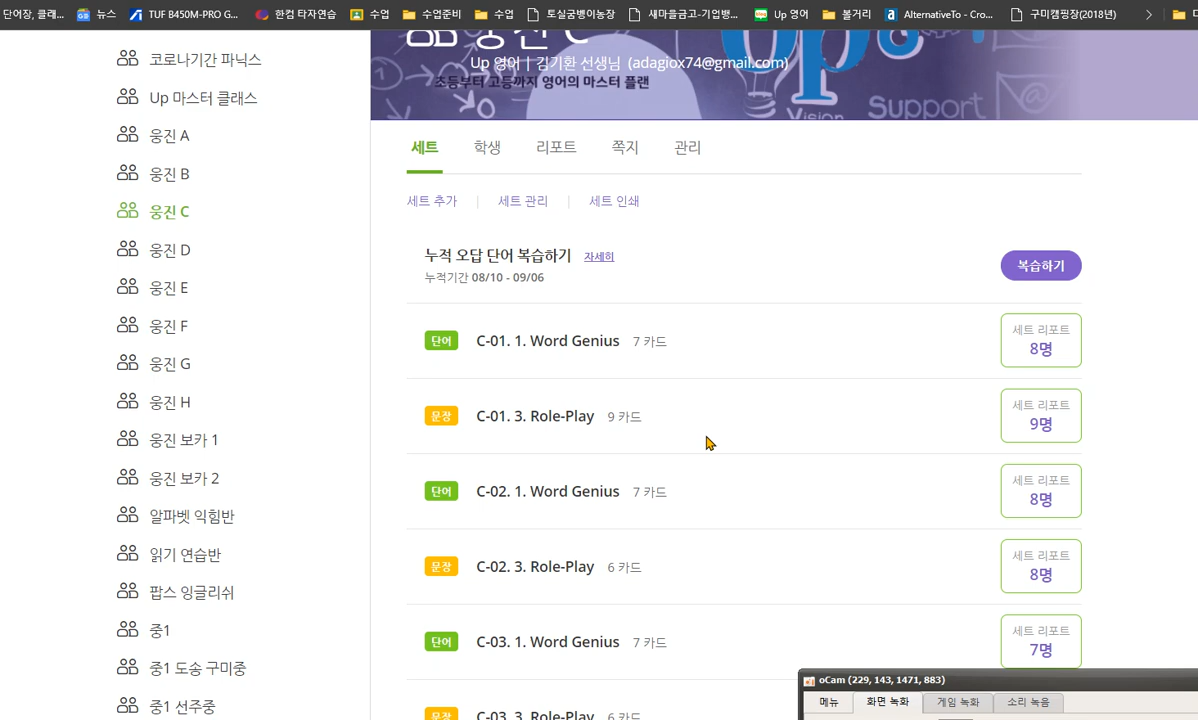 단어장, 클래... 뉴스 TUF B450M-PRO G... 한컴 타자연습 수업 수업준비 수업 토실굼벵이농장 새마을금고-기업뱅... Up 영어 볼거리 AlternativeTo - Cro... 구미캠핑장(2018년)
코로나기간 파닉스
Up 마스터 클래스
웅진 A
웅진 B
웅진 C
웅진 D
웅진 E
웅진 F
웅진 G
웅진 H
웅진 보카 1
웅진 보카 2
알파벳 익힘반
읽기 연습반
팝스 잉글리쉬
중1
중1 도송 구미중
중1 선주중
웅진 C
Up 영어 | 김기환 선생님 (adagiox74@gmail.com)
초등부터 고등까지 영어의 마스터 플랜
up
Vision
Support
세트 학생 리포트 쪽지 관리
세트 추가 | 세트 관리 | 세트 인쇄
누적 오답 단어 복습하기 자세히
누적기간 08/10 - 09/06
복습하기
단어 C-01. 1. Word Genius 7 카드
세트 리포트
8명
문장 C-01. 3. Role-Play 9 카드
세트 리포트
9명
단어 C-02. 1. Word Genius 7 카드
세트 리포트
8명
문장 C-02. 3. Role-Play 6 카드
세트 리포트
8명
단어 C-03. 1. Word Genius 7 카드
세트 리포트
7명
문장 C-03. 3. Role-Play 6 카드
oCam (229, 143, 1471, 883)
메뉴 화면 녹화 게임 녹화 소리 녹음